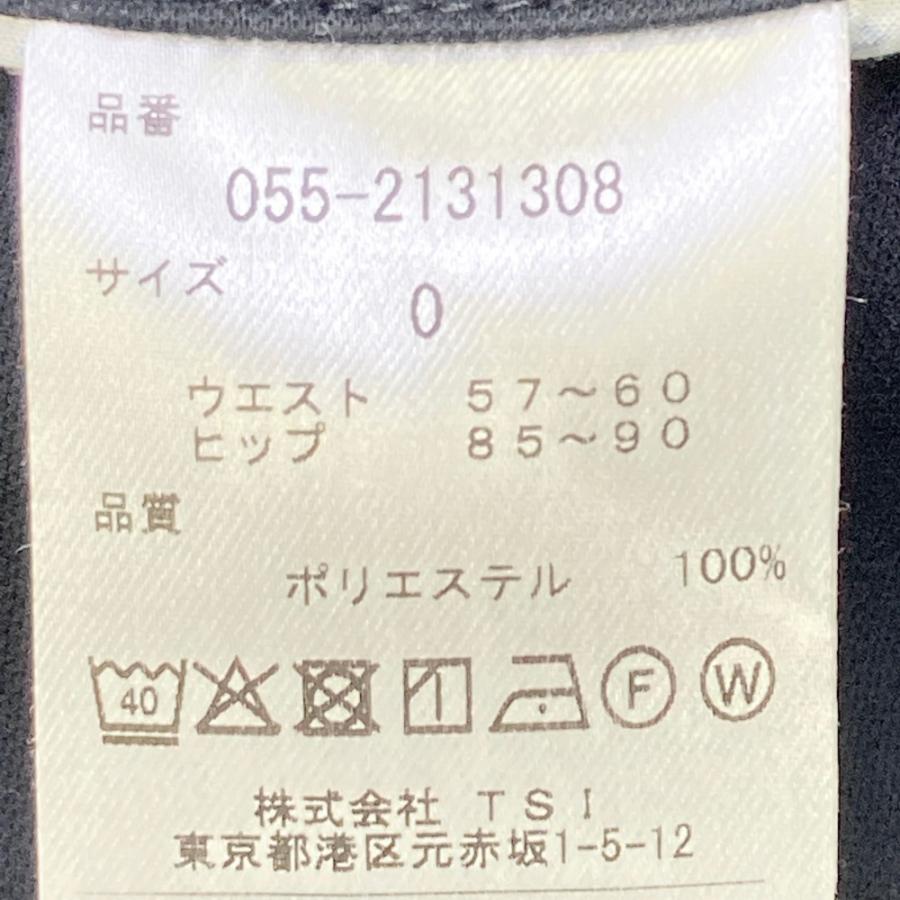 品番
055-2131308
サイズ
0
ウエスト 57~60
ヒップ 85~90
品質
ポリエステル 100%
40 F W
株式会社 TSI
東京都港区元赤坂1-5-12